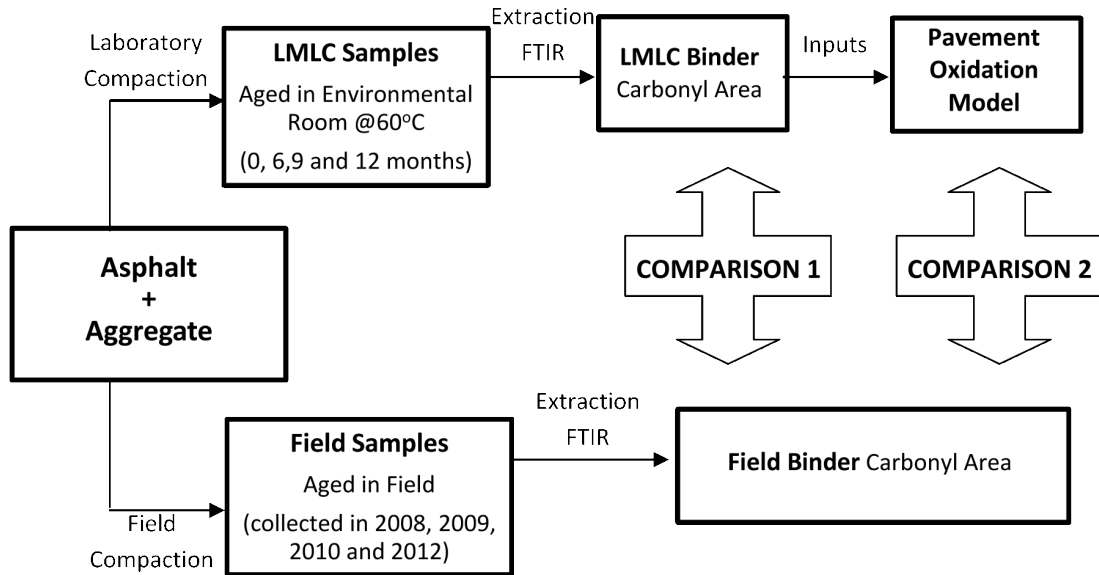 Laboratory
Compaction
LMLC Samples
Aged in Environmental
Room @60°C
(0, 6,9 and 12 months)
Extraction
FTIR
LMLC Binder
Carbonyl Area
Inputs
Pavement
Oxidation
Model
Asphalt
+
Aggregate
COMPARISON 1
COMPARISON 2
Field
Compaction
Field Samples
Aged in Field
(collected in 2008, 2009,
2010 and 2012)
Extraction
FTIR
Field Binder Carbonyl Area